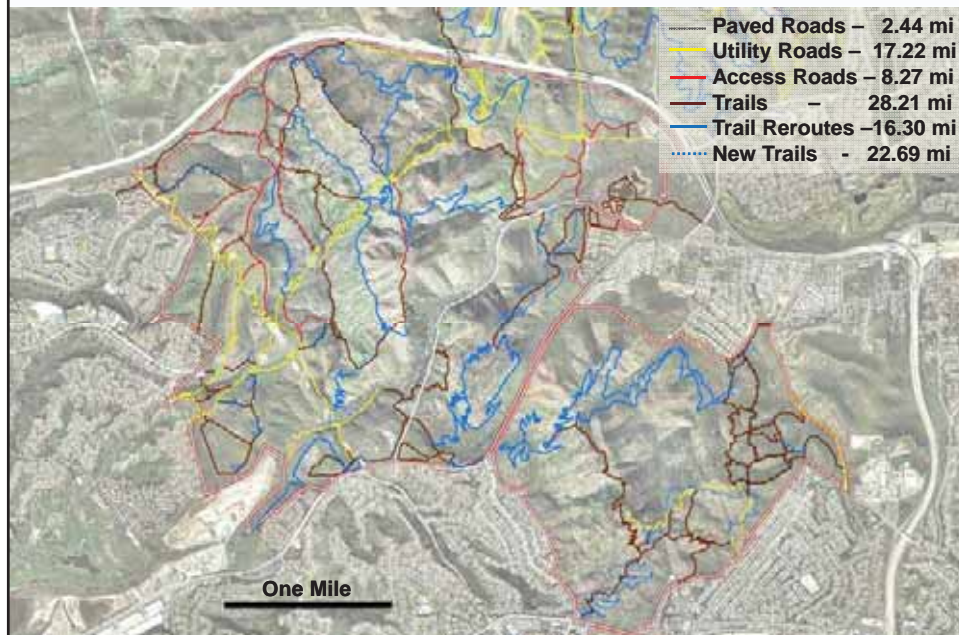 Paved Roads – 2.44 mi
Utility Roads – 17.22 mi
Access Roads – 8.27 mi
Trails – 28.21 mi
Trail Reroutes –16.30 mi
New Trails - 22.69 mi
One Mile